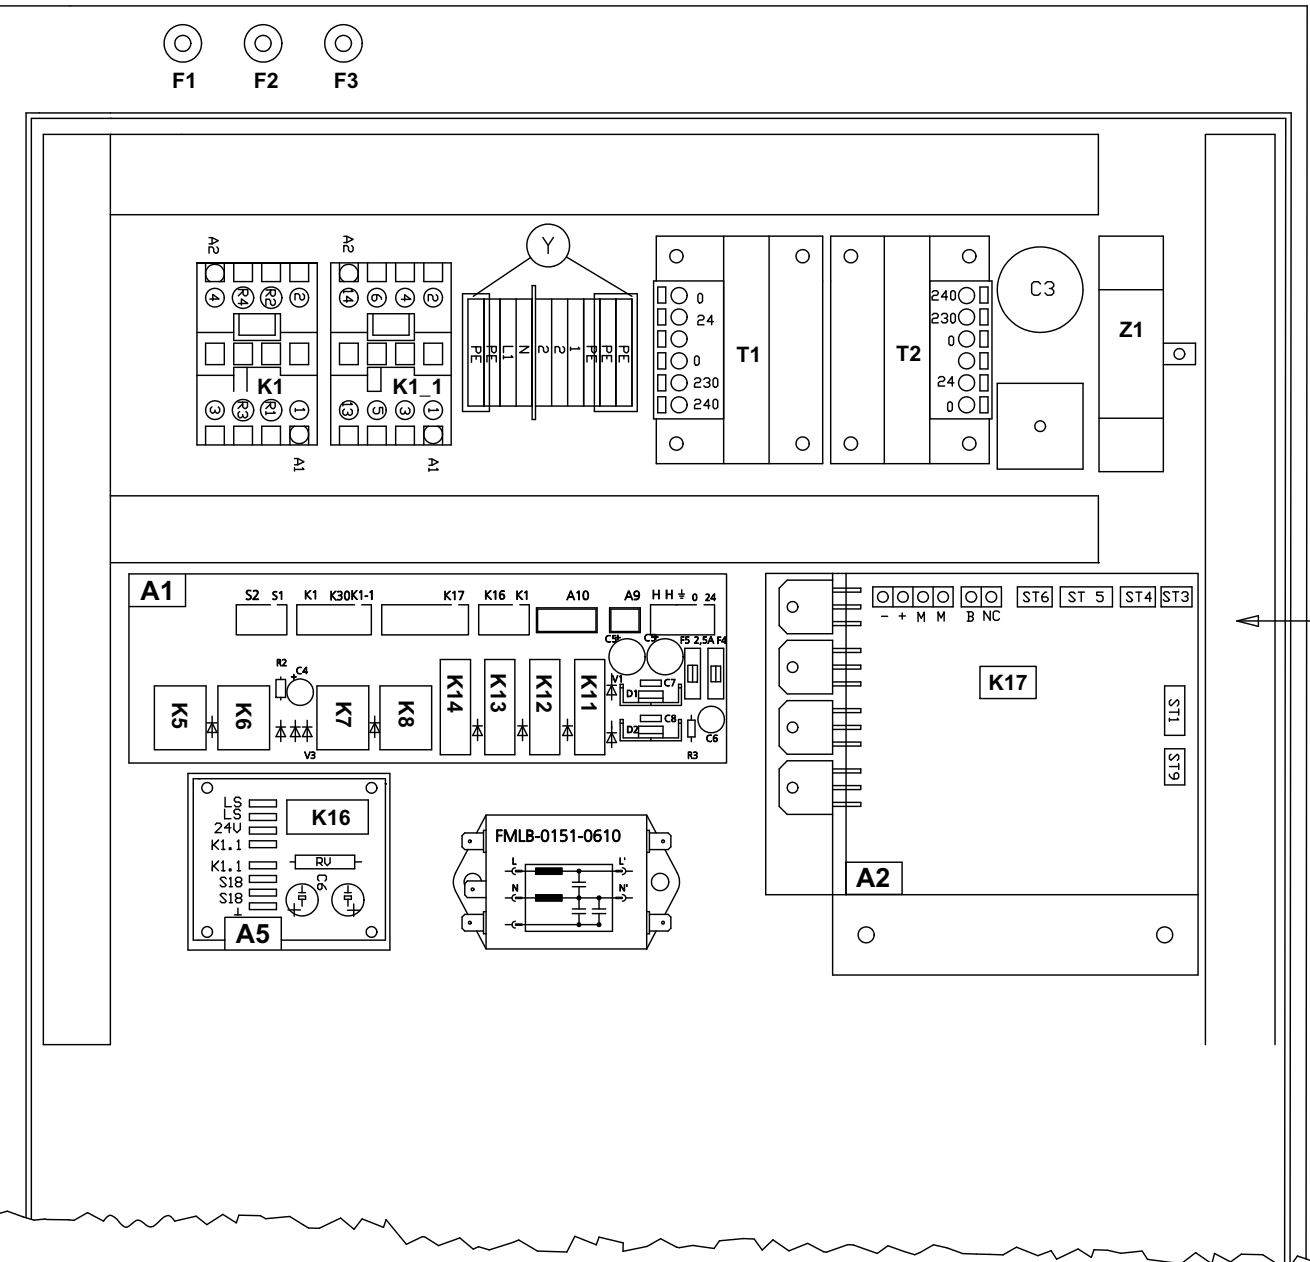 F1 F2 F3
A2 A2
Y
4 R4 R2 2
14 6 4 2
K1
K1_1
3 R3 R1 1
13 5 3 1
A1 A1
PE PE L1 N 2 2 1 PE PE PE
0
24
0
230
240
T1
T2
240
230
0
24
0
C3
Z1
A1
S2 S1 K1 K30K1-1 K17 K16 K1 A10 A9 H H 0 24
C5+ C5+ F5 2,5A F4
R2 +C4
K5 K6 K7 K8 K14 K13 K12 K11
V1 D1 C7
D2 C8
V3 R3 C6
A2
- + M M B NC
ST6 ST 5 ST4 ST3
K17
ST1
ST9
LS
LS
24V
K1.1
K1.1
S18
S18
⊥
K16
RV
C6
+ +
A5
FMLB-0151-0610
L L'
N N'